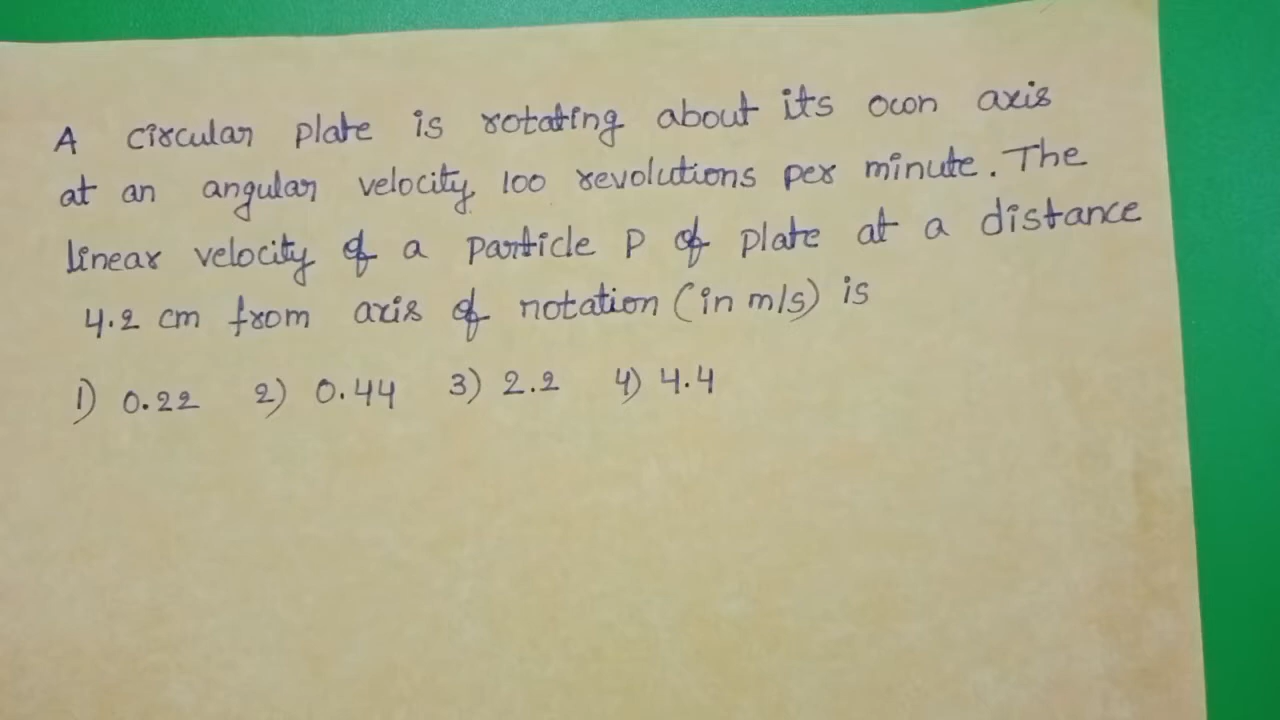 A circular plate is rotating about its own axis
at an angular velocity 100 revolutions per minute. The
linear velocity of a particle P of plate at a distance
4.2 cm from axis of notation (in m/s) is
1) 0.22 2) 0.44 3) 2.2 4) 4.4